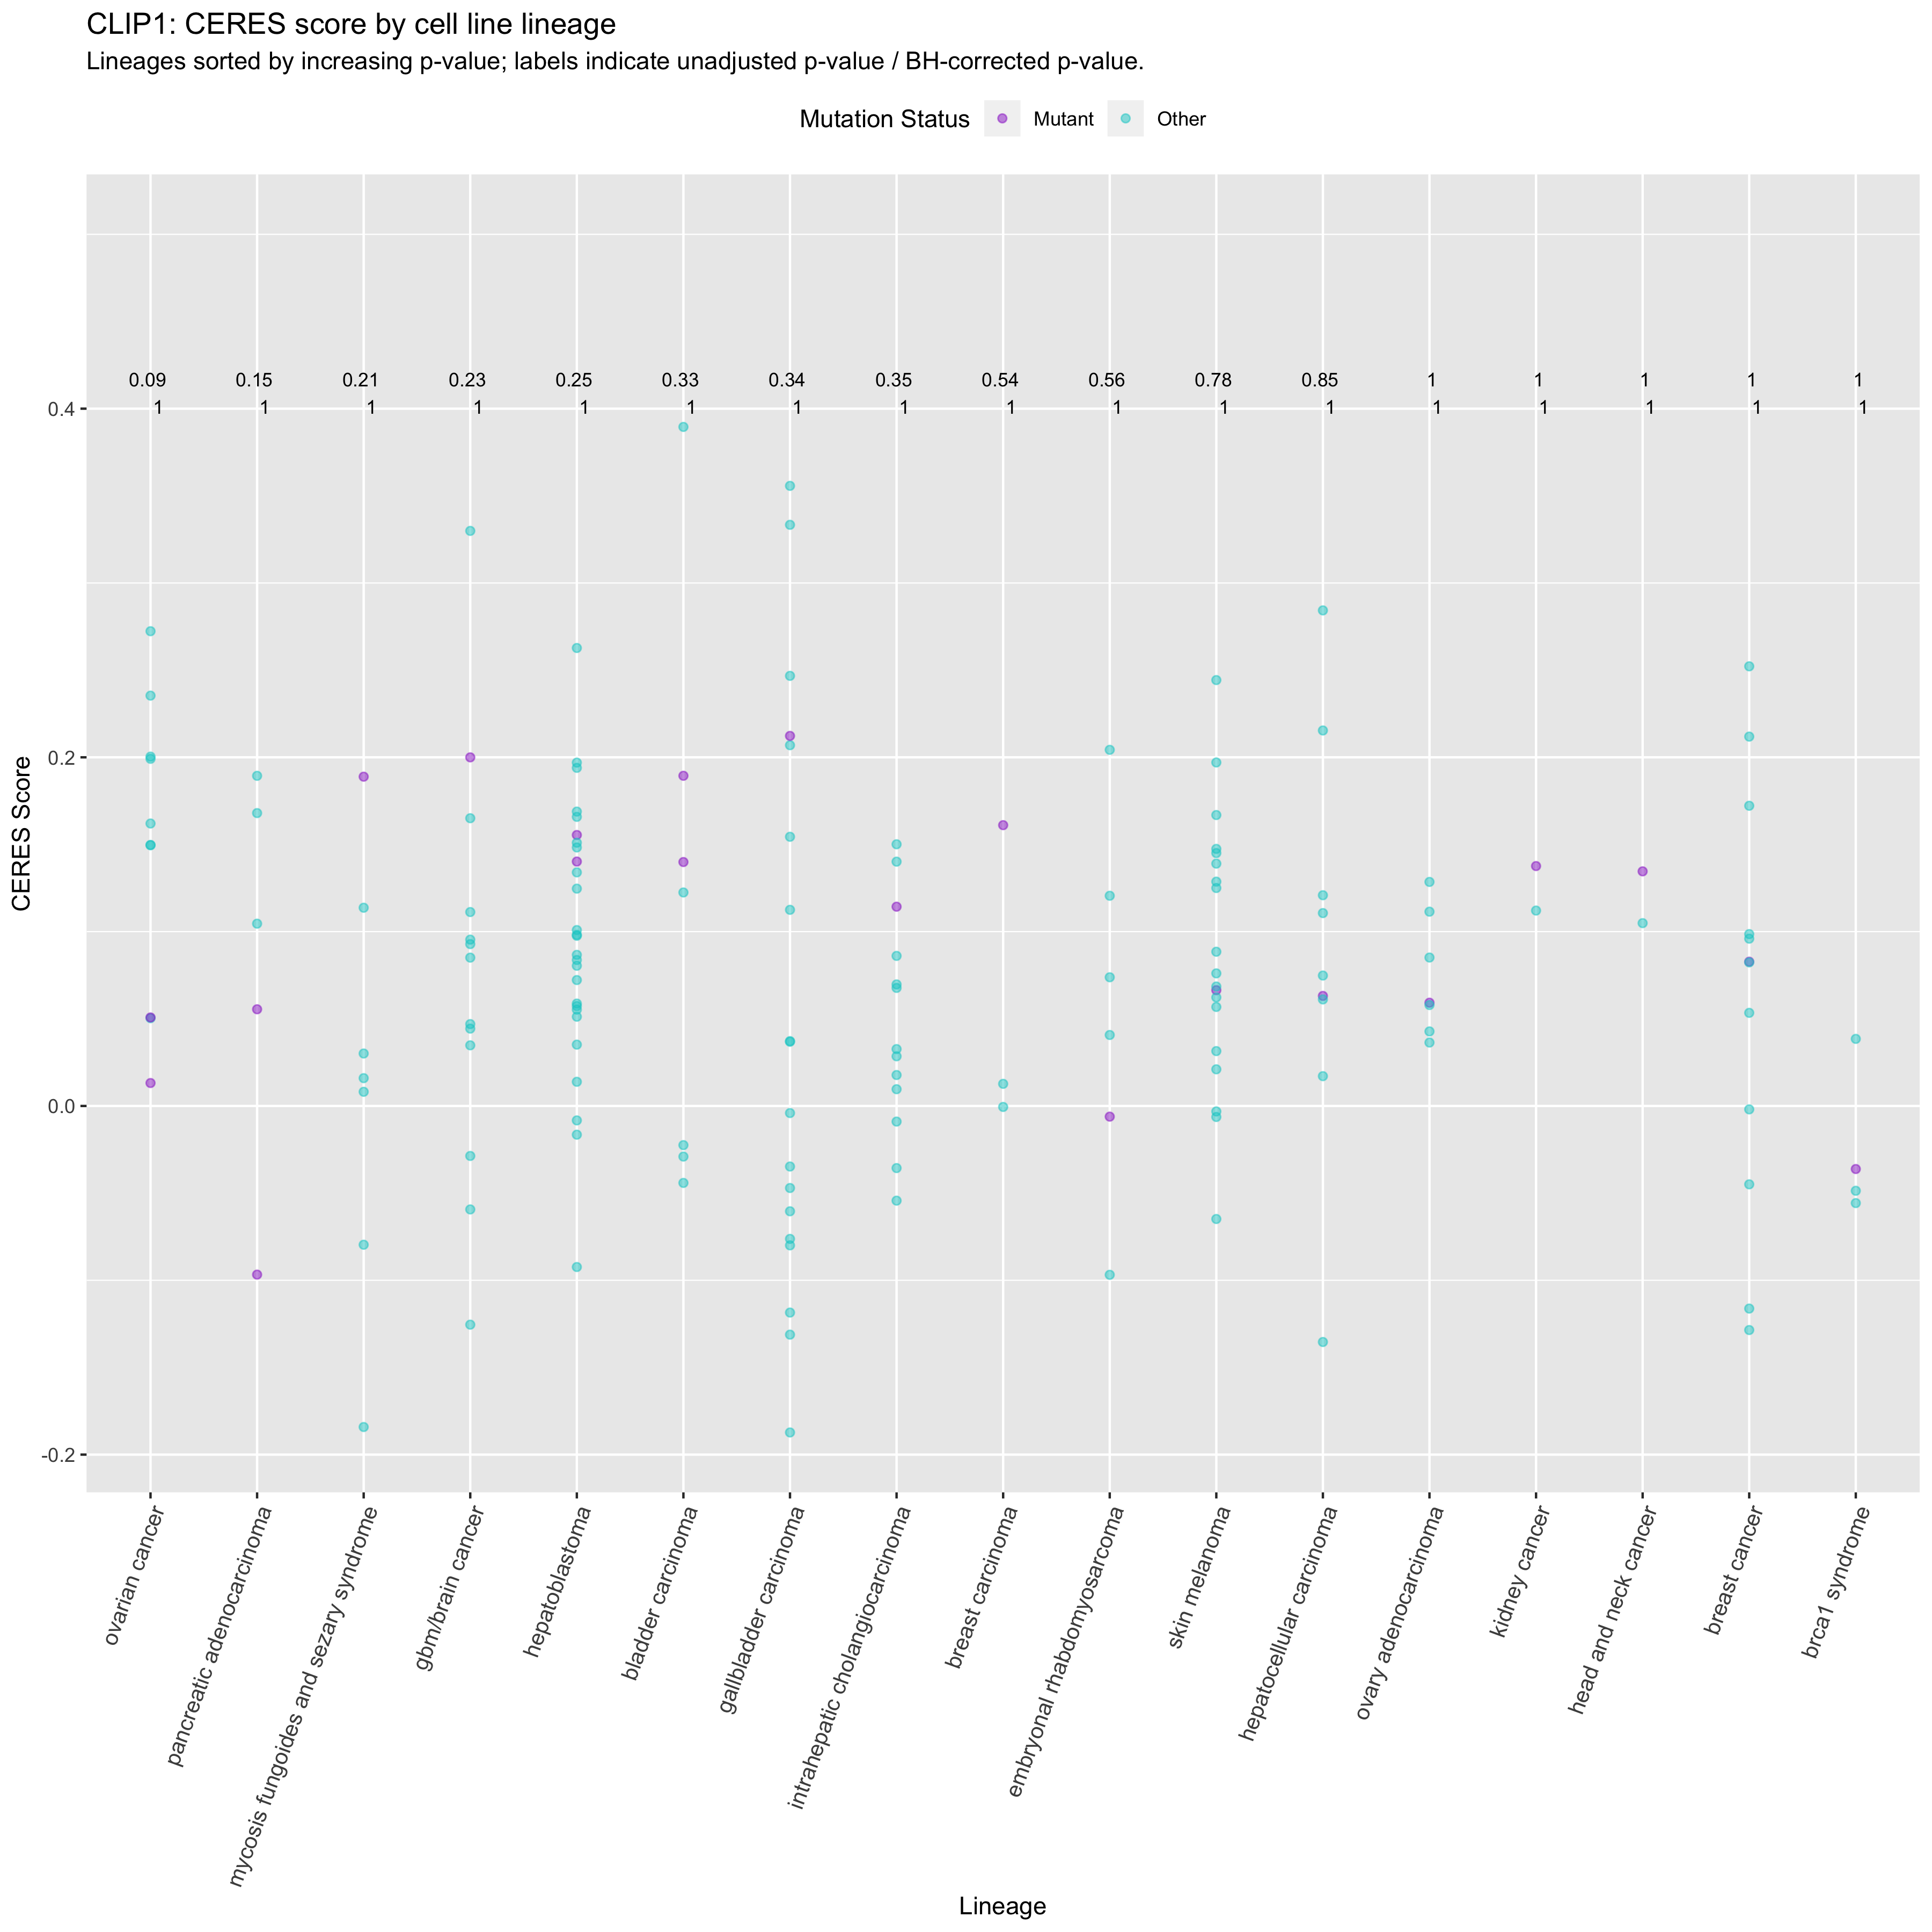 CLIP1: CERES score by cell line lineage
Lineages sorted by increasing p-value; labels indicate unadjusted p-value / BH-corrected p-value.
Mutation Status Mutant Other
0.09 0.15 0.21 0.23 0.25 0.33 0.34 0.35 0.54 0.56 0.78 0.85 1 1 1 1 1
1 1 1 1 1 1 1 1 1 1 1 1 1 1 1 1 1
0.4
0.2
0.0
-0.2
CERES Score
ovarian cancer
pancreatic adenocarcinoma
mycosis fungoides and sezary syndrome
gbm/brain cancer
hepatoblastoma
bladder carcinoma
gallbladder carcinoma
intrahepatic cholangiocarcinoma
breast carcinoma
embryonal rhabdomyosarcoma
skin melanoma
hepatocellular carcinoma
ovary adenocarcinoma
kidney cancer
head and neck cancer
breast cancer
brca1 syndrome
Lineage